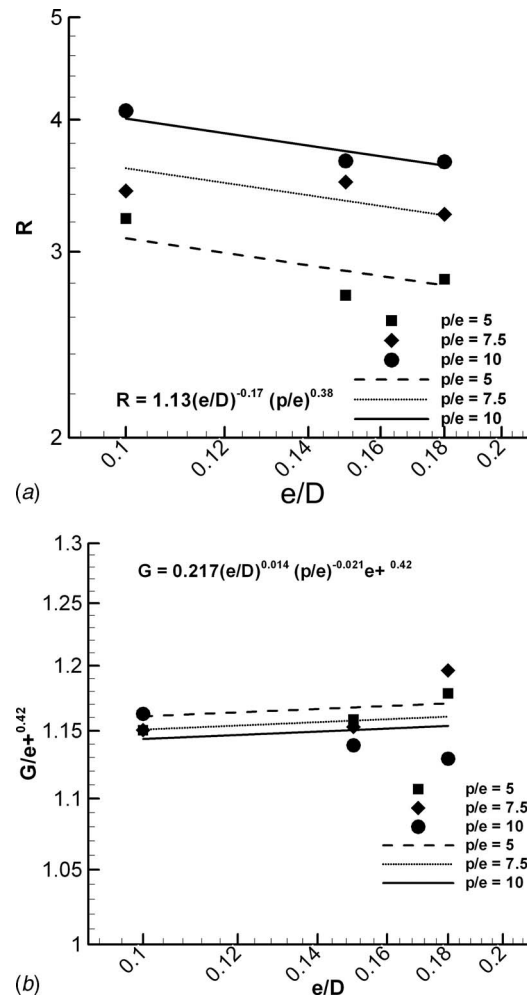 5
4
3
2
R
p/e = 5
p/e = 7.5
p/e = 10
p/e = 5
p/e = 7.5
p/e = 10
R = 1.13(e/D)^-0.17 (p/e)^0.38
0.1
0.12
0.14
0.16
0.18
0.2
(a)
e/D
1.3
1.25
1.2
1.15
1.1
1.05
1
G/e+^0.42
G = 0.217(e/D)^0.014 (p/e)^-0.021 e+ ^0.42
p/e = 5
p/e = 7.5
p/e = 10
p/e = 5
p/e = 7.5
p/e = 10
0.1
0.12
0.14
0.16
0.18
0.2
(b)
e/D